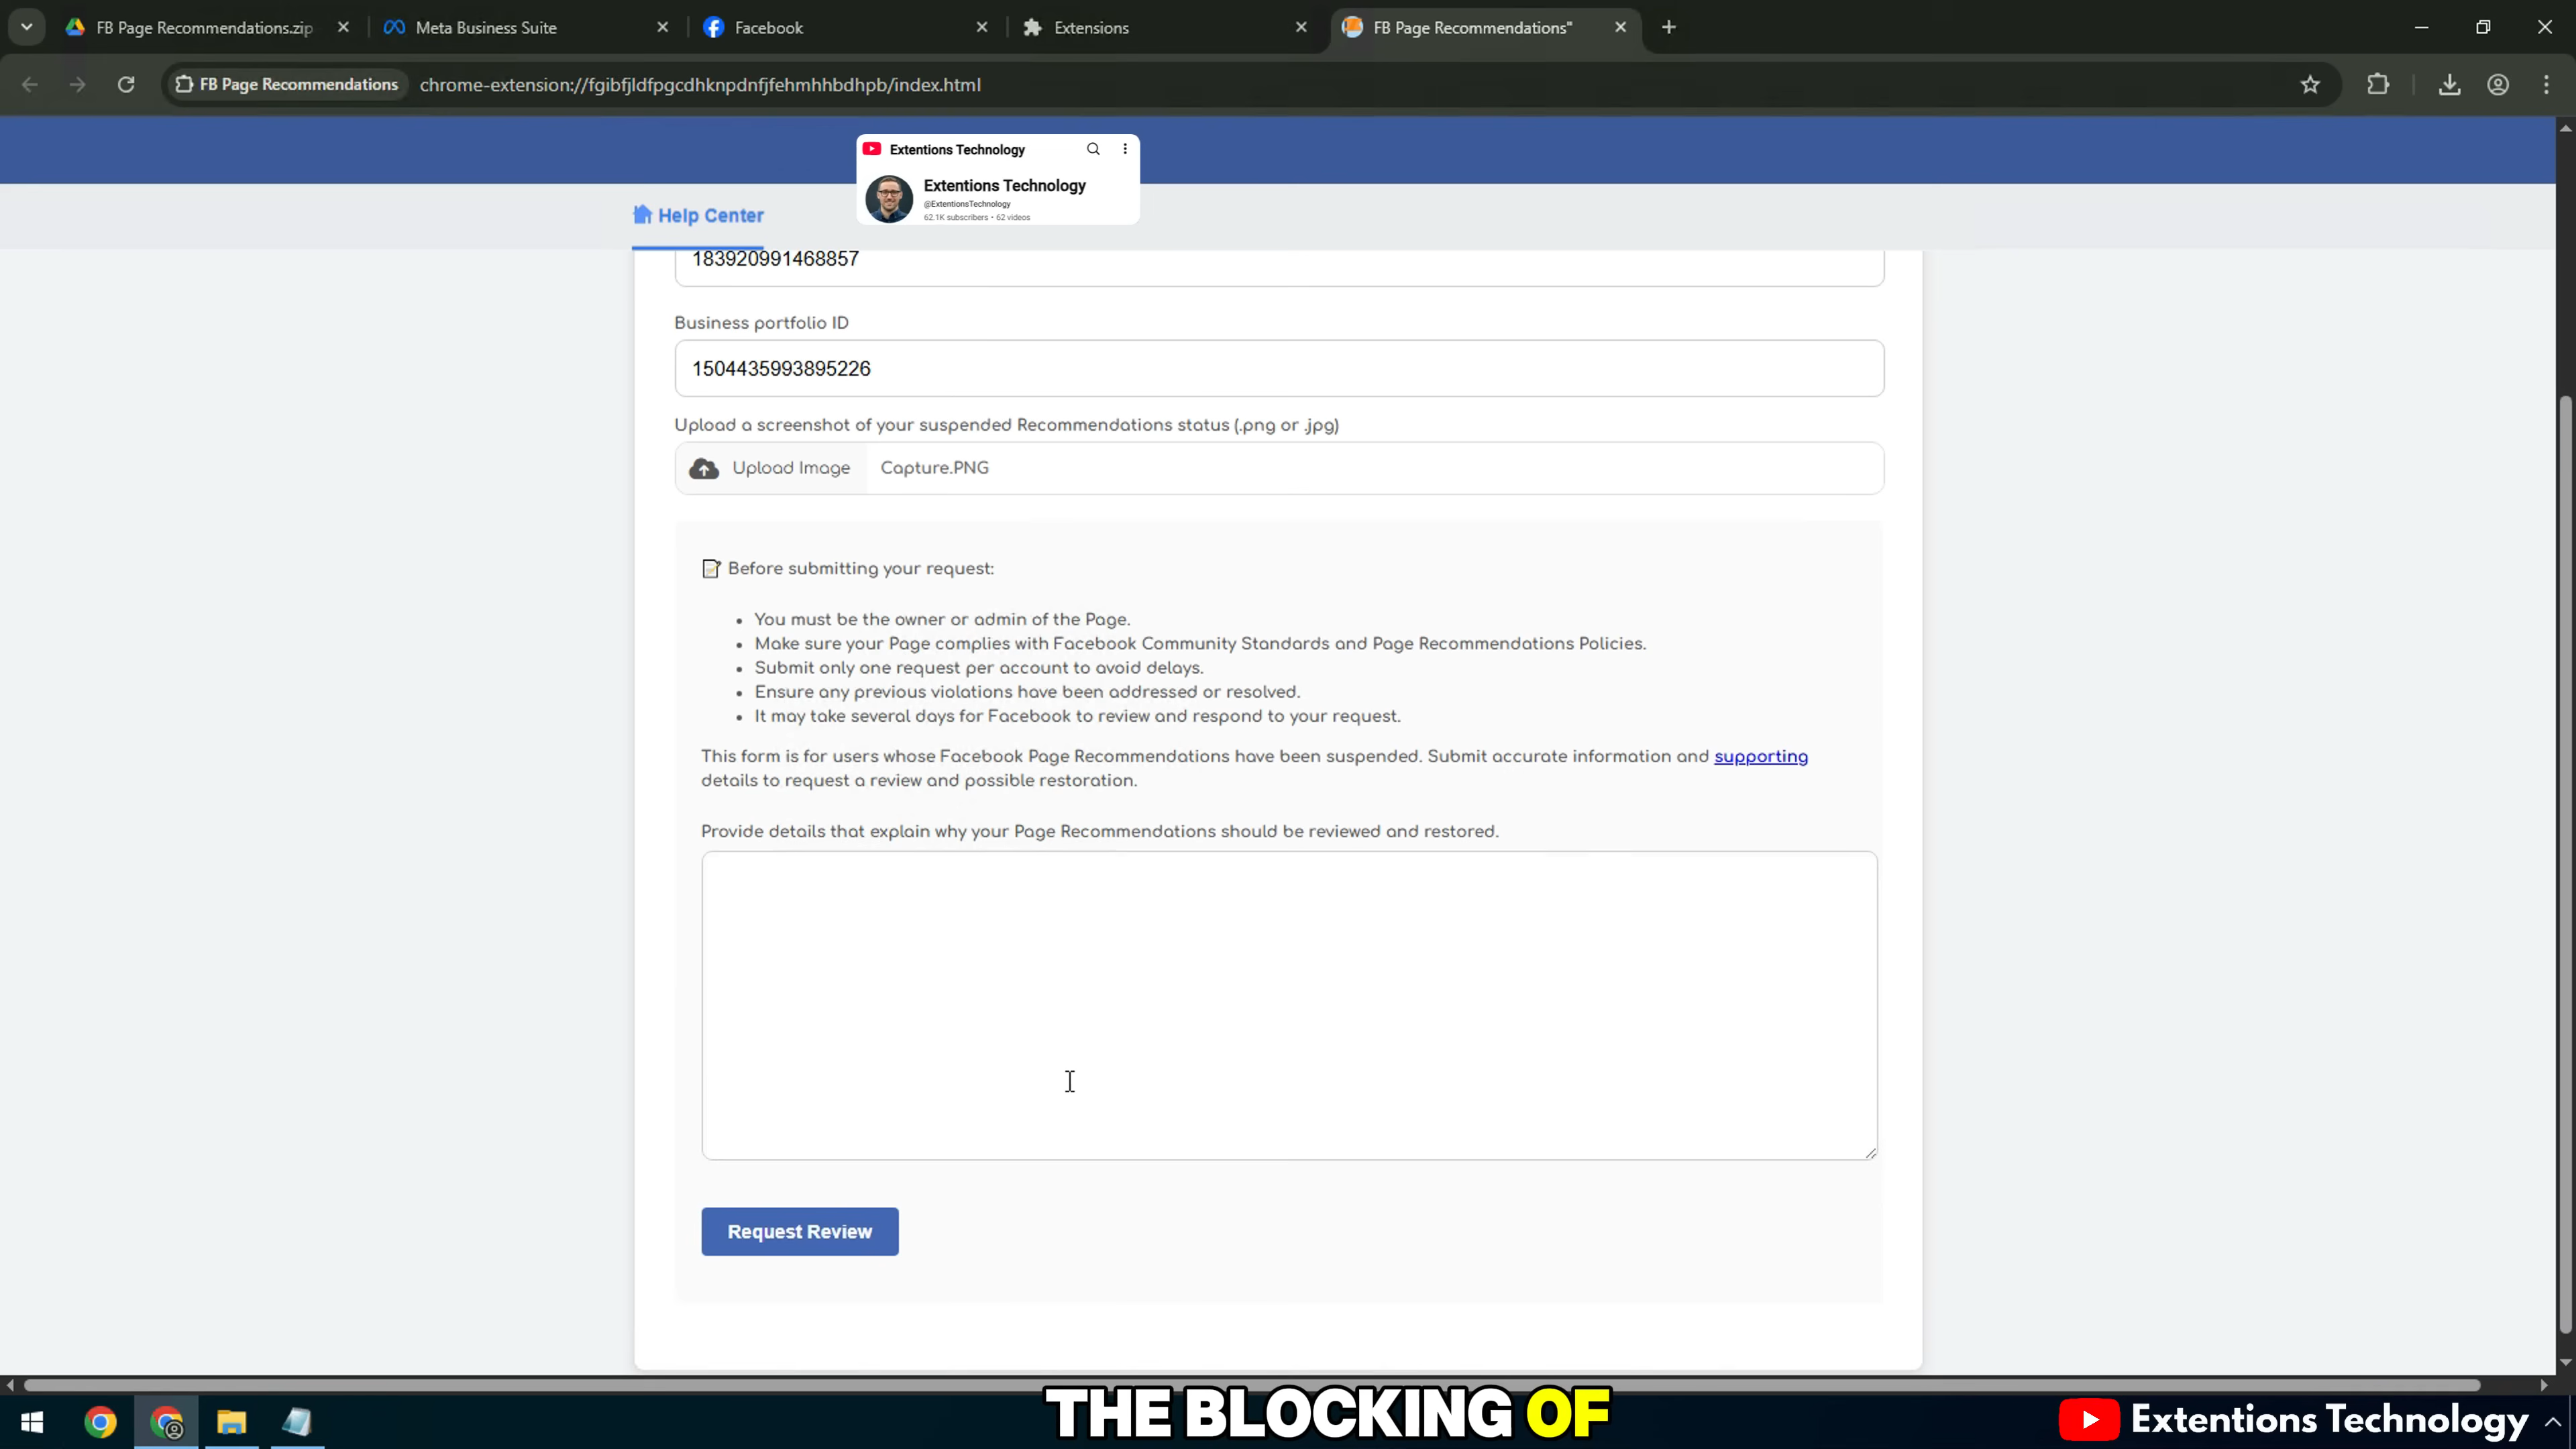 FB Page Recommendations.zip
Meta Business Suite
Facebook
Extensions
FB Page Recommendations"
FB Page Recommendations
chrome-extension://fgibfjldfpgcdhknpdnfjfehmhhbdhpb/index.html
Extentions Technology
Extentions Technology
@ExtentionsTechnology
62.1K subscribers • 62 videos
Help Center
183920991468857
Business portfolio ID
1504435993895226
Upload a screenshot of your suspended Recommendations status (.png or .jpg)
Upload Image Capture.PNG
Before submitting your request:
• You must be the owner or admin of the Page.
• Make sure your Page complies with Facebook Community Standards and Page Recommendations Policies.
• Submit only one request per account to avoid delays.
• Ensure any previous violations have been addressed or resolved.
• It may take several days for Facebook to review and respond to your request.
This form is for users whose Facebook Page Recommendations have been suspended. Submit accurate information and supporting
details to request a review and possible restoration.
Provide details that explain why your Page Recommendations should be reviewed and restored.
Request Review
THE BLOCKING OF
Extentions Technology